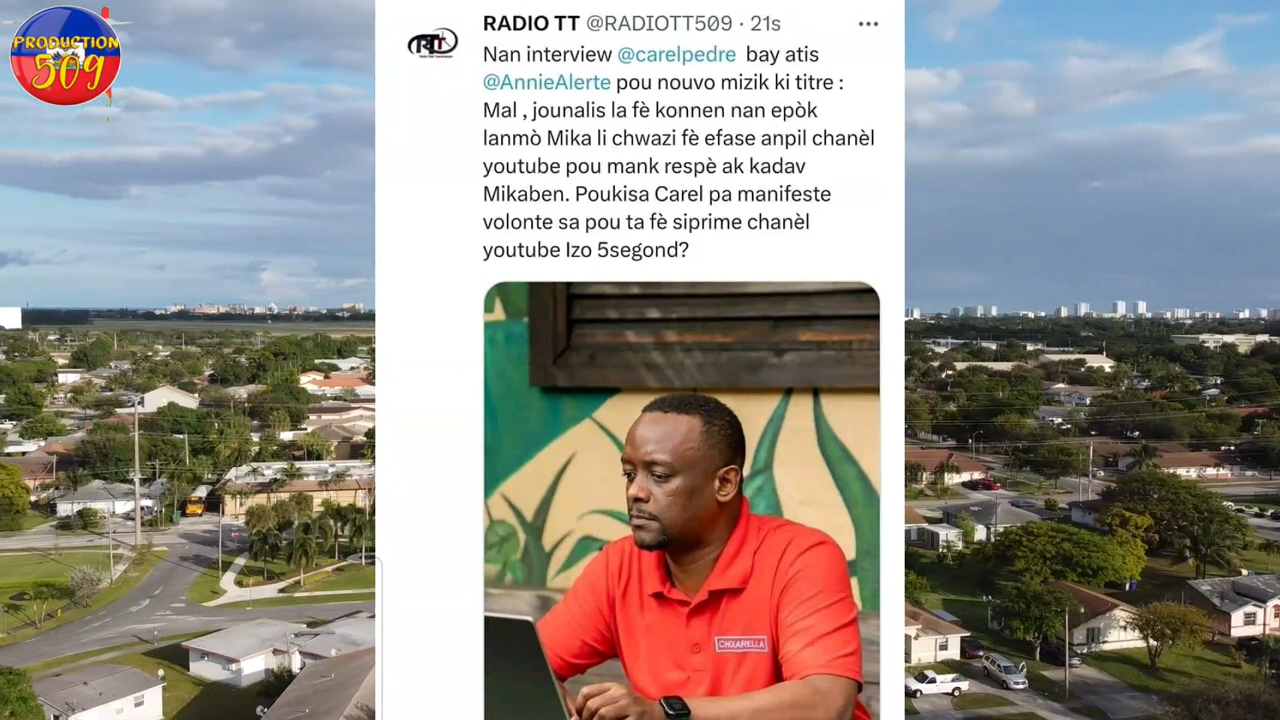 PRODUCTION
509
RADIO TT @RADIOTT509 · 21s
Nan interview @carelpedre bay atis
@AnnieAlerte pou nouvo mizik ki titre :
Mal , jounalis la fè konnen nan epòk
lanmò Mika li chwazi fè efase anpil chanèl
youtube pou mank respè ak kadav
Mikaben. Poukisa Carel pa manifeste
volonte sa pou ta fè siprime chanèl
youtube Izo 5segond?
CHOKARELLA